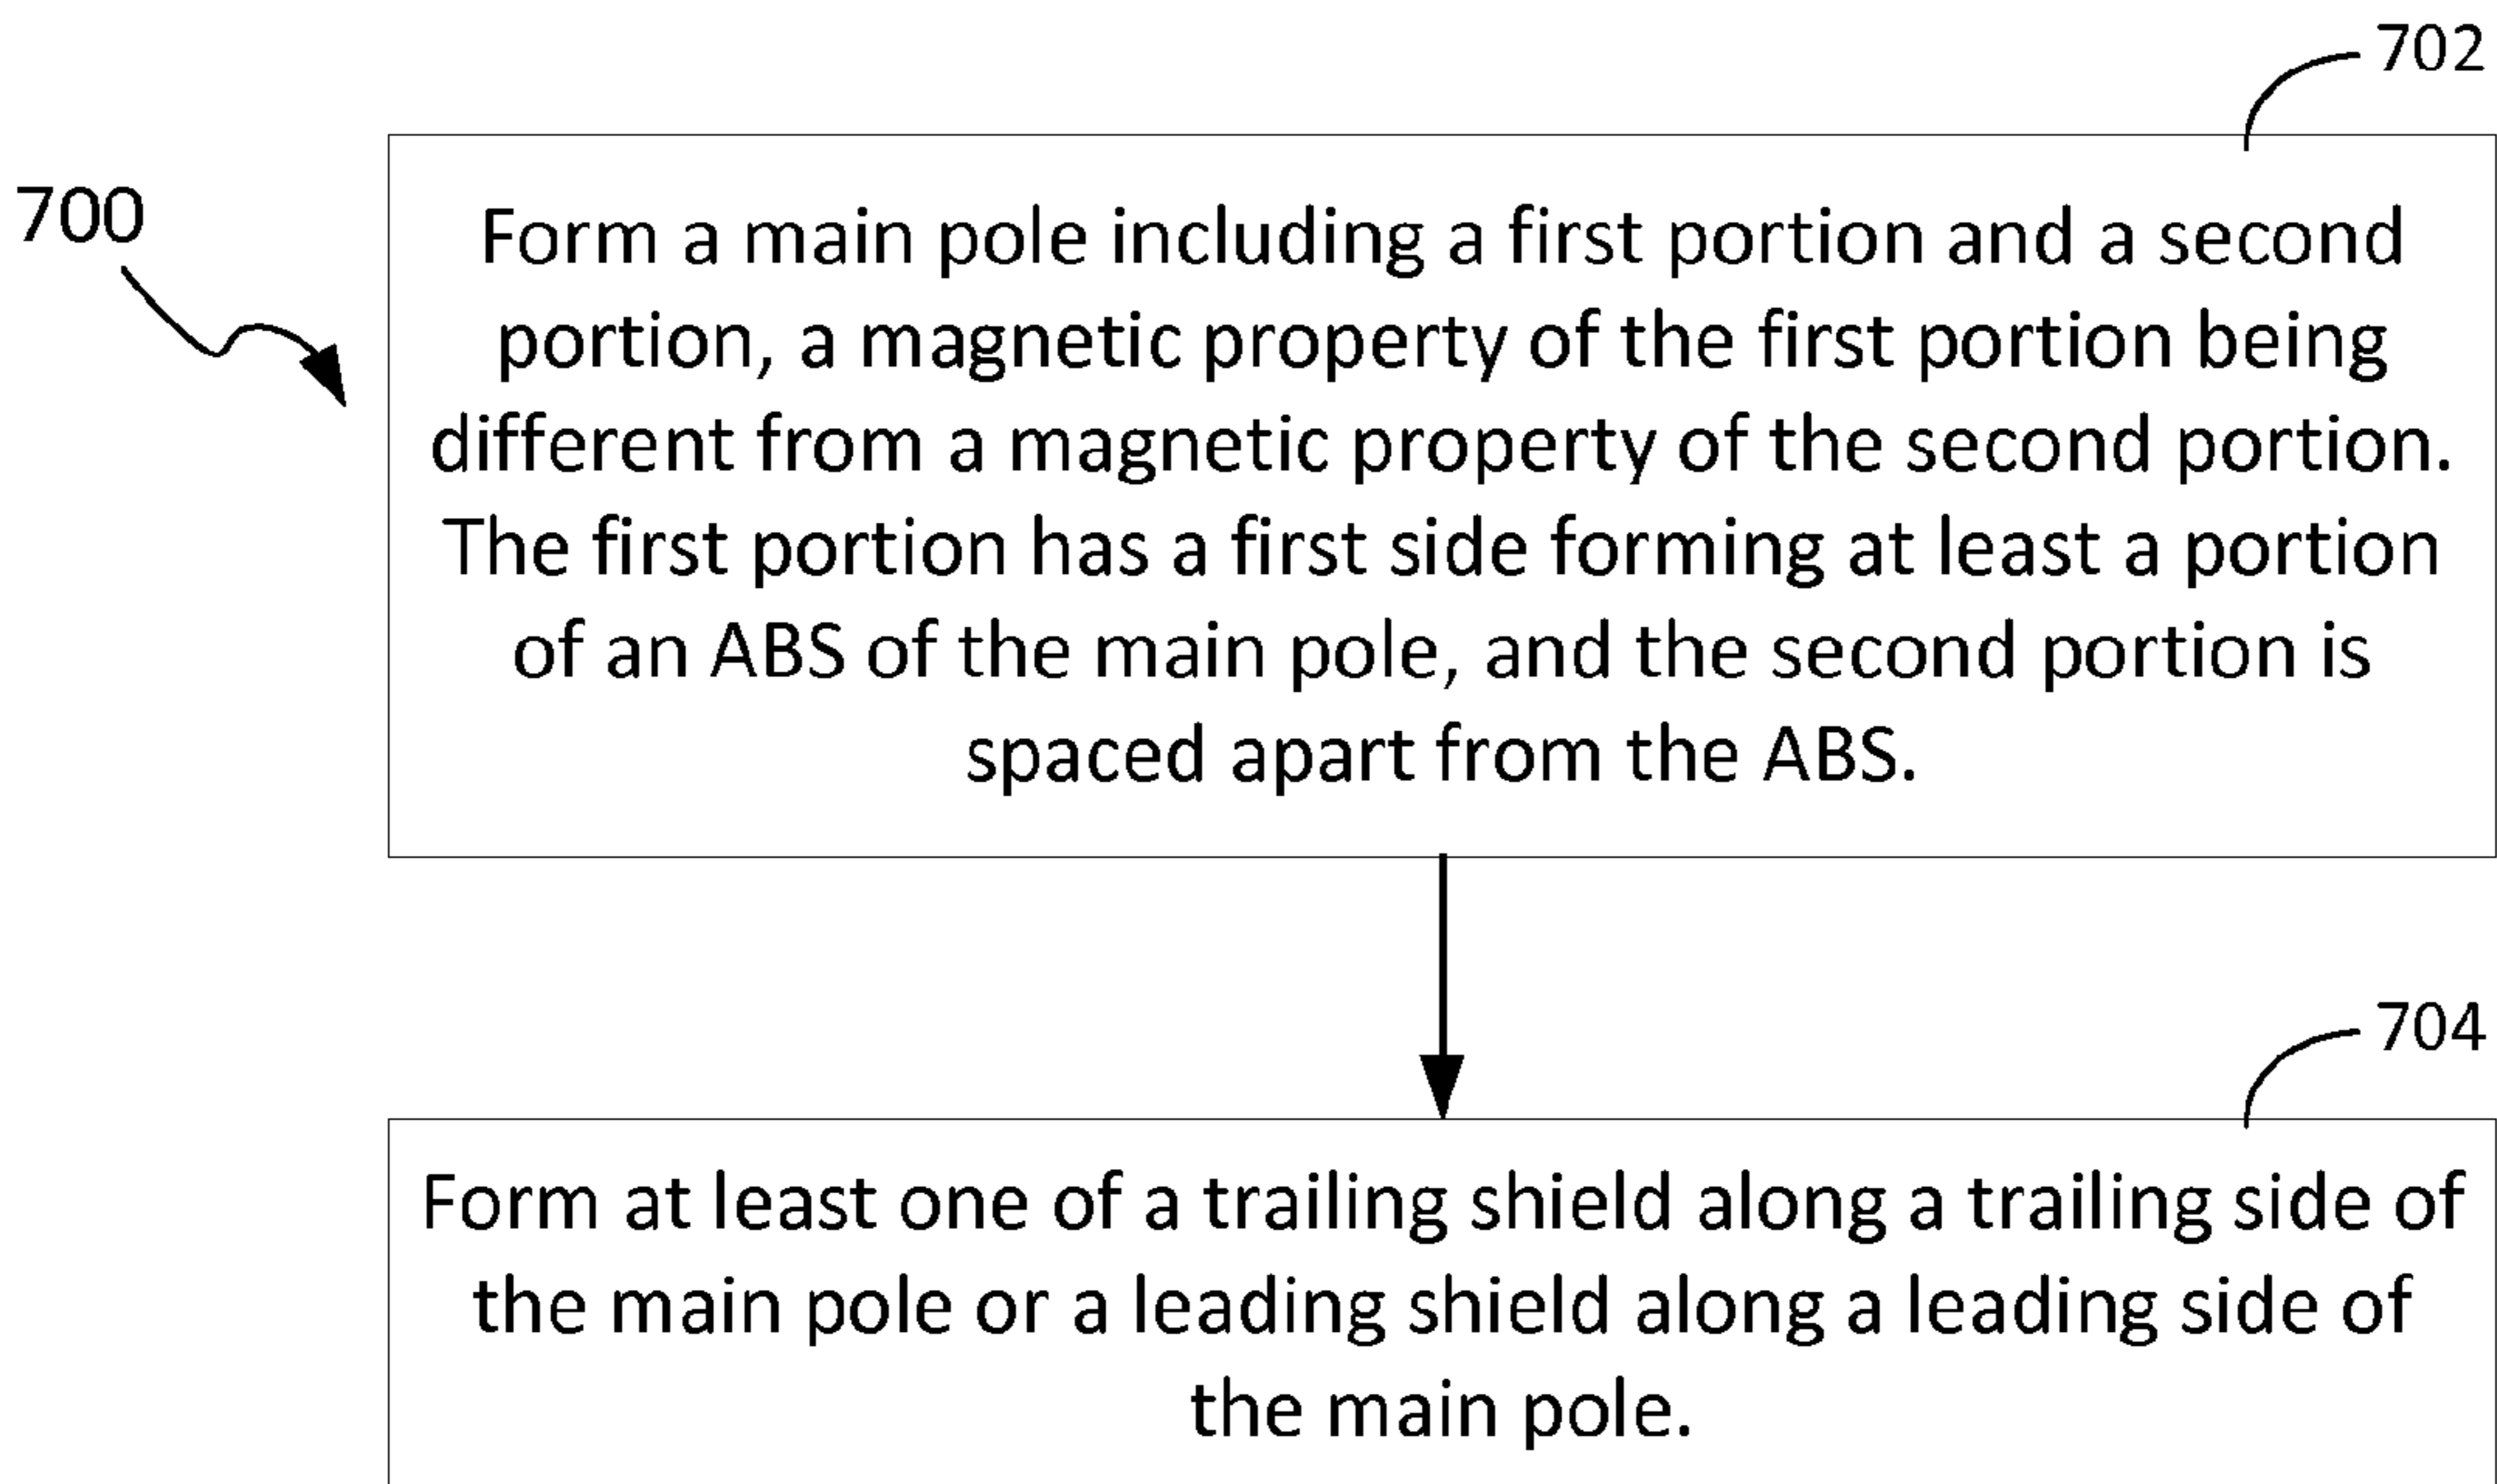 702
700
Form a main pole including a first portion and a second
portion, a magnetic property of the first portion being
different from a magnetic property of the second portion.
The first portion has a first side forming at least a portion
of an ABS of the main pole, and the second portion is
spaced apart from the ABS.
704
Form at least one of a trailing shield along a trailing side of
the main pole or a leading shield along a leading side of
the main pole.